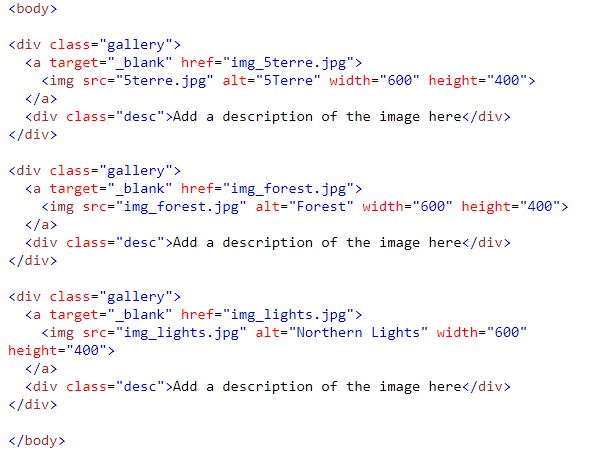 <body>
<div class="gallery">
<a target="_blank" href="img_5terre.jpg">
<img src="5terre.jpg" alt="5Terre" width="600" height="400">
</a>
<div class="desc">Add a description of the image here</div>
</div>
<div class="gallery">
<a target="_blank" href="img_forest.jpg">
<img src="img_forest.jpg" alt="Forest" width="600" height="400">
</a>
<div class="desc">Add a description of the image here</div>
</div>
<div class="gallery">
<a target="_blank" href="img_lights.jpg">
<img src="img_lights.jpg" alt="Northern Lights" width="600"
height="400">
</a>
<div class="desc">Add a description of the image here</div>
</div>
</body>